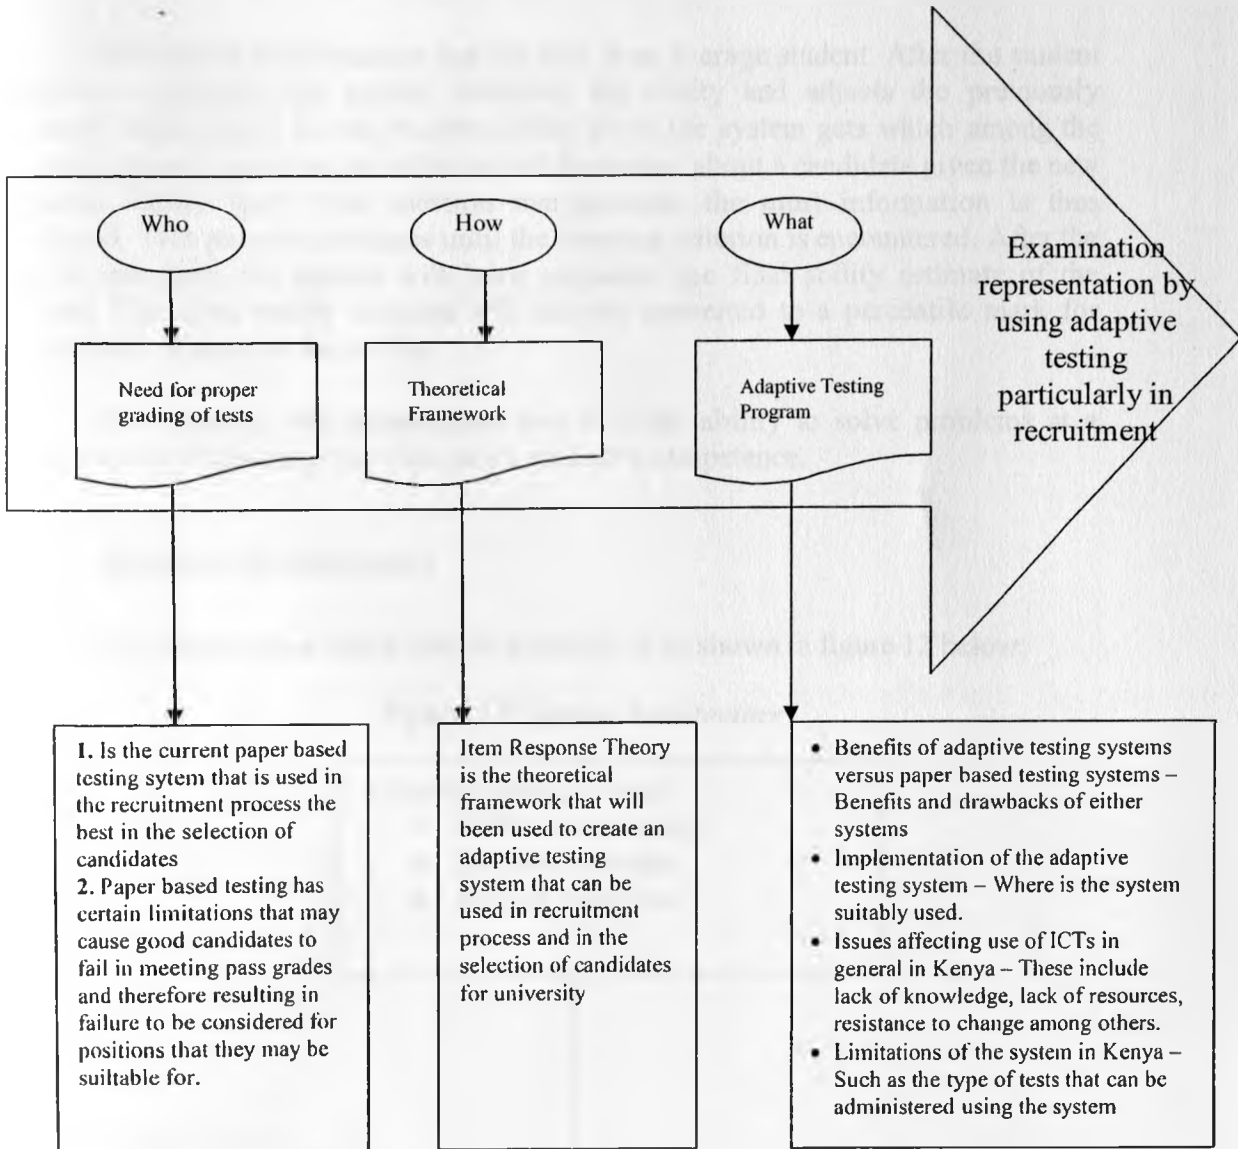 Who
How
What
Need for proper
grading of tests
Theoretical
Framework
Adaptive Testing
Program
Examination
representation by
using adaptive
testing
particularly in
recruitment
1. Is the current paper based
testing sytem that is used in
the recruitment process the
best in the selection of
candidates
2. Paper based testing has
certain limitations that may
cause good candidates to
fail in meeting pass grades
and therefore resulting in
failure to be considered for
positions that they may be
suiltable for.
Item Response Theory
is the theoretical
framework that will
been used to create an
adaptive testing
system that can be
used in recruitment
process and in the
selection of candidates
for university
• Benefits of adaptive testing systems
versus paper based testing systems –
Benefits and drawbacks of either
systems
• Implementation of the adaptive
testing system – Where is the system
suitably used.
• Issues affecting use of ICTs in
general in Kenya – These include
lack of knowledge, lack of resources,
resistance to change among others.
• Limitations of the system in Kenya –
Such as the type of tests that can be
administered using the system